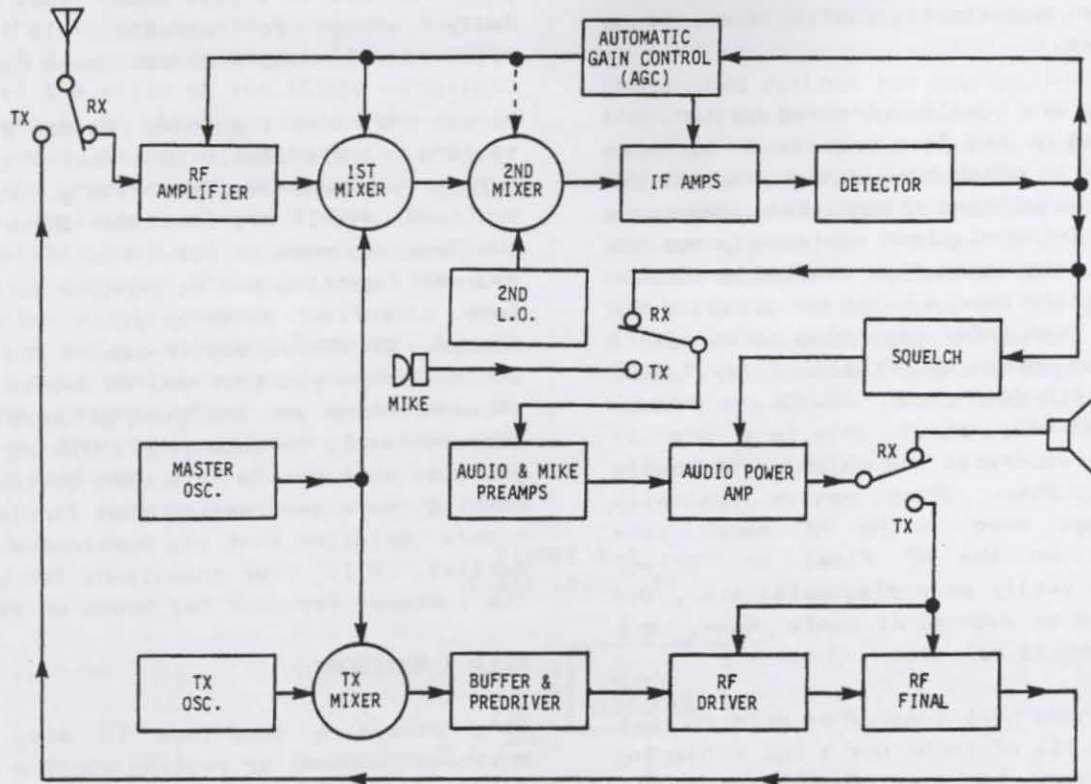 AUTOMATIC
GAIN CONTROL
(AGC)
RX
TX
RF
AMPLIFIER
1ST
MIXER
2ND
MIXER
IF AMPS
DETECTOR
2ND
L.O.
RX
TX
SQUELCH
MIKE
MASTER
OSC.
AUDIO & MIKE
PREAMPS
AUDIO POWER
AMP
RX
TX
TX
OSC.
TX
MIXER
BUFFER &
PREDRIVER
RF
DRIVER
RF
FINAL